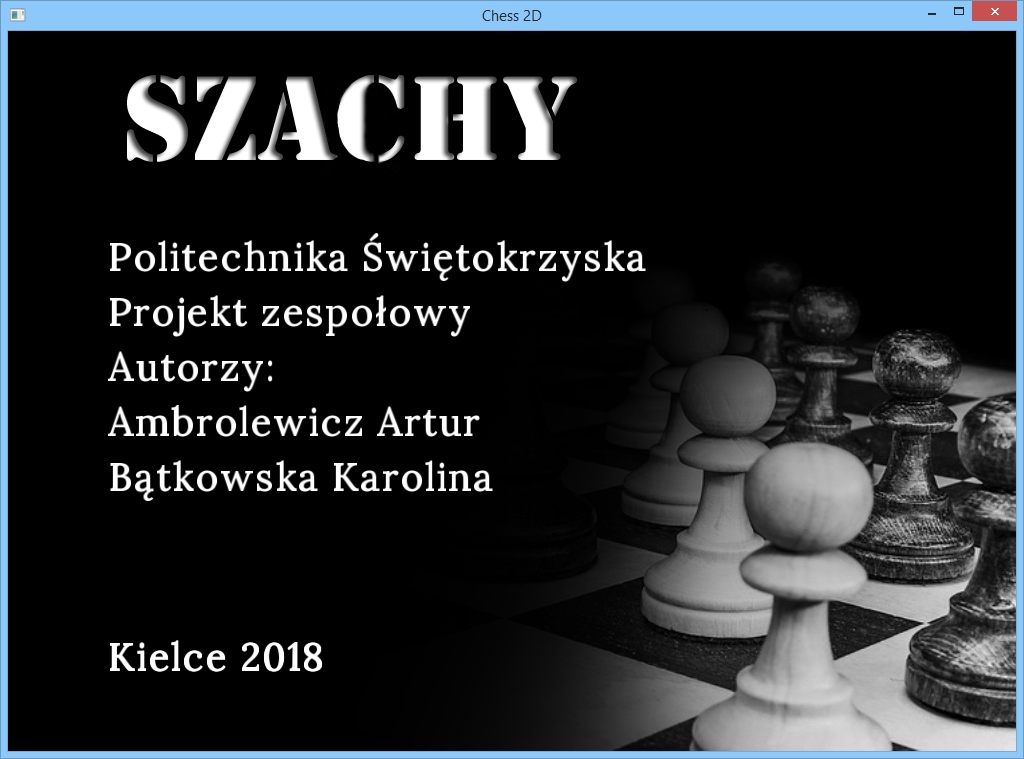 Chess 2D
SZACHY
Politechnika Świętokrzyska
Projekt zespołowy
Autorzy:
Ambrolewicz Artur
Bątkowska Karolina
Kielce 2018